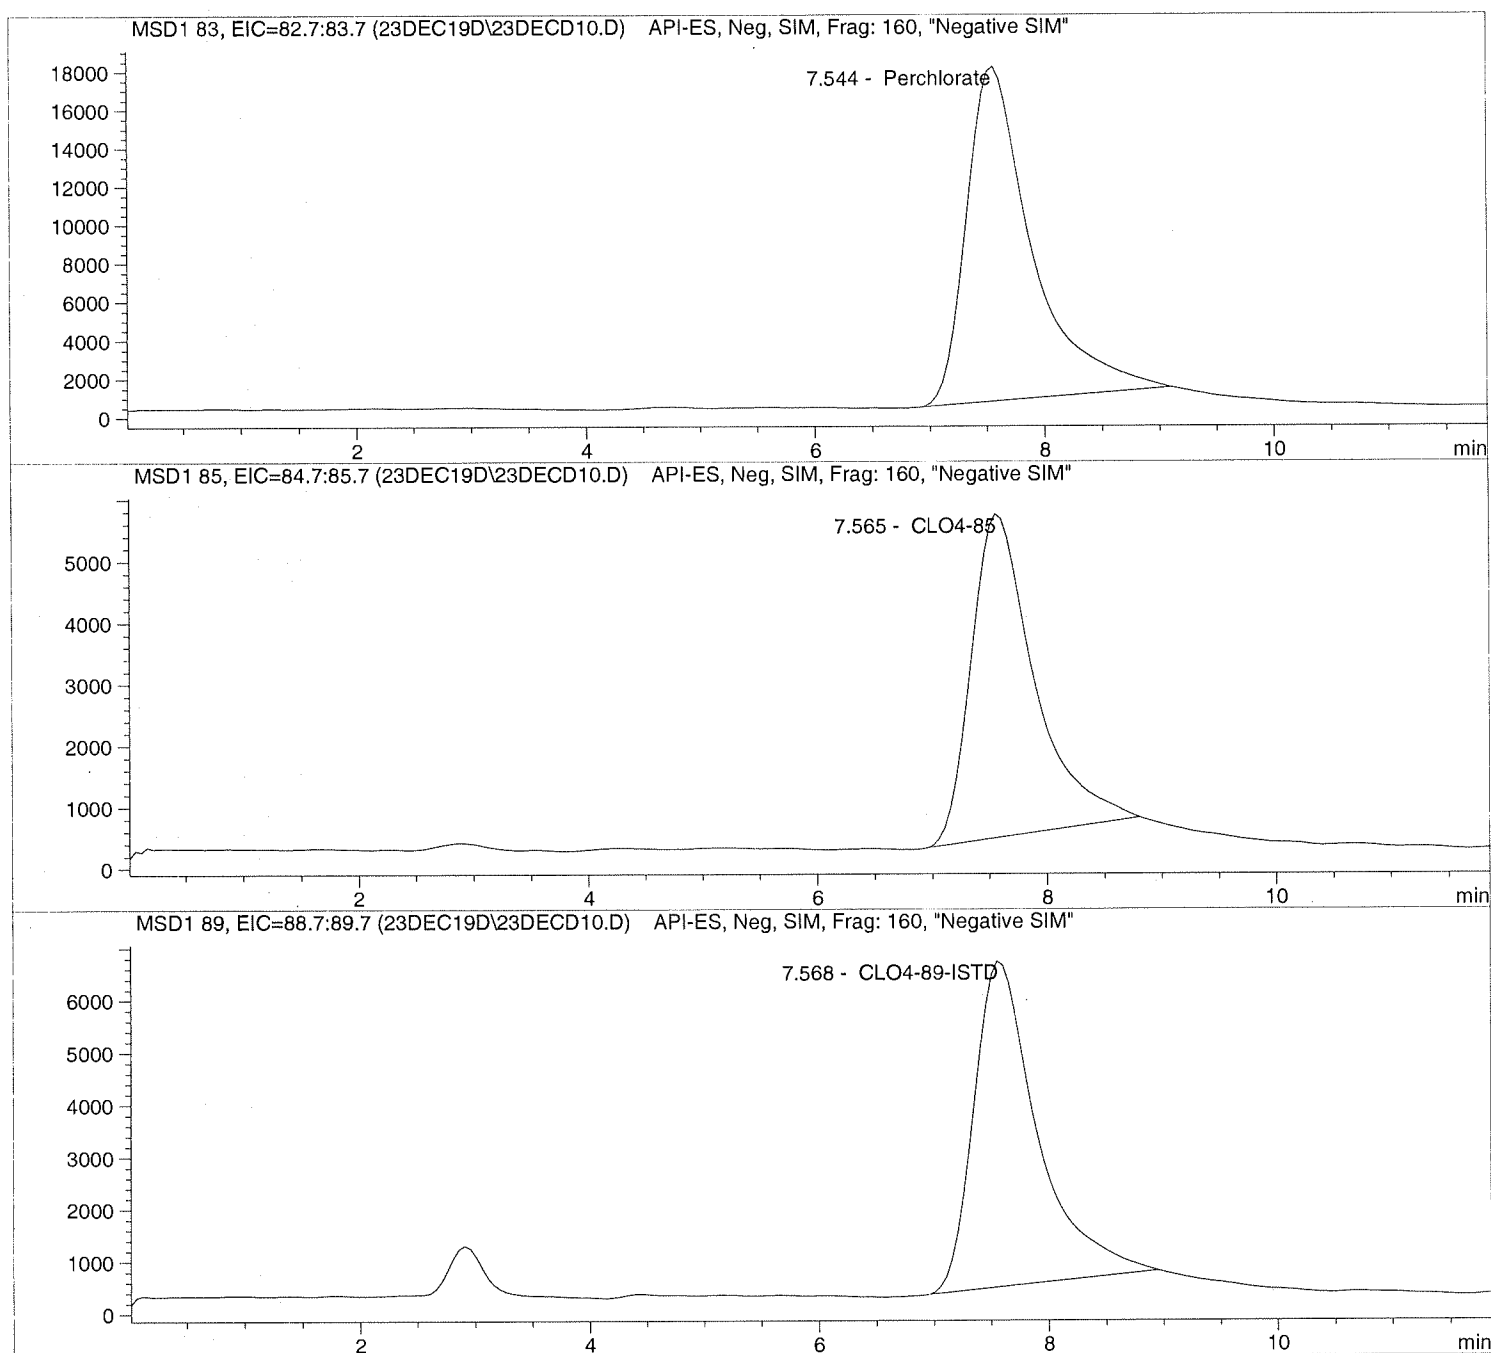 MSD1 83, EIC=82.7:83.7 (23DEC19D\23DECD10.D) API-ES, Neg, SIM, Frag: 160, "Negative SIM"
7.544 - Perchlorate
18000
16000
14000
12000
10000
8000
6000
4000
2000
0
2 4 6 8 10 min
MSD1 85, EIC=84.7:85.7 (23DEC19D\23DECD10.D) API-ES, Neg, SIM, Frag: 160, "Negative SIM"
7.565 - CLO4-85
5000
4000
3000
2000
1000
0
2 4 6 8 10 min
MSD1 89, EIC=88.7:89.7 (23DEC19D\23DECD10.D) API-ES, Neg, SIM, Frag: 160, "Negative SIM"
7.568 - CLO4-89-ISTD
6000
5000
4000
3000
2000
1000
0
2 4 6 8 10 min